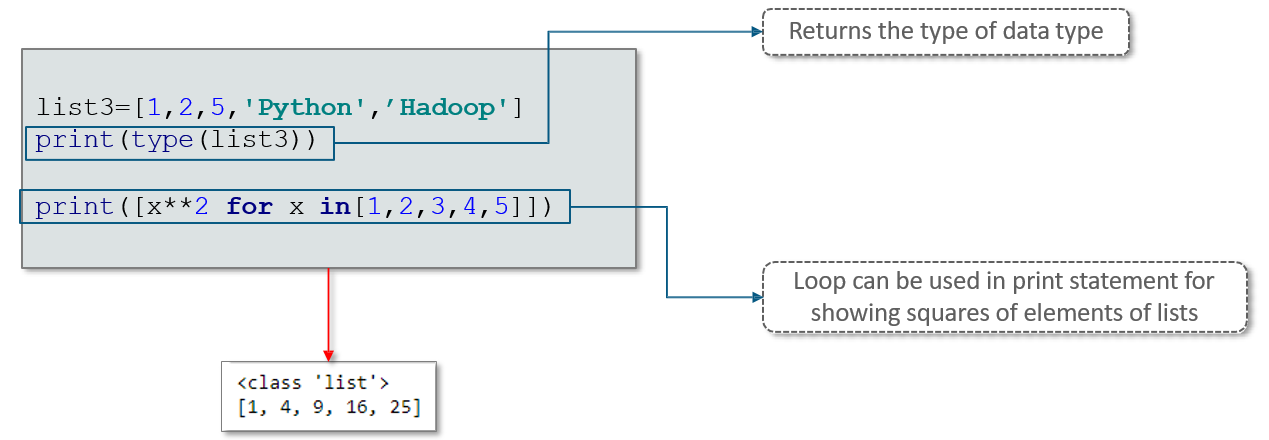 Returns the type of data type
list3=[1,2,5,'Python',’Hadoop']
print(type(list3))
print([x**2 for x in[1,2,3,4,5]])
Loop can be used in print statement for
showing squares of elements of lists
<class 'list'>
[1, 4, 9, 16, 25]